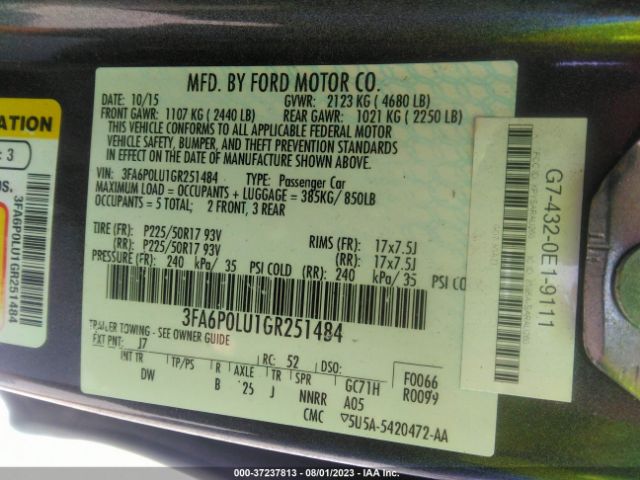 MFD. BY FORD MOTOR CO.
10/15 GVWR: 2123 KG ( 4680 LB)
FRONT GAWR: 1107 KG ( 2440 LB) REAR GAWR: 1021 KG ( 2250 LB)
THIS VEHICLE CONFORMS TO ALL APPLICABLE FEDERAL MOTOR
VEHICLE SAFETY, BUMPER, AND THEFT PREVENTION STANDARDS
IN EFFECT ON THE DATE OF MANUFACTURE SHOWN ABOVE.
VIN: 3FA6P0LU1GR251484 TYPE: Passenger Car
MAXIMUM LOAD = OCCUPANTS + LUGGAGE = 385KG/ 850LB
OCCUPANTS = 5 TOTAL: 2 FRONT, 3 REAR
TIRE (FR): P225/50R17 93V RIMS (FR): 17x7.5J
(RR): P225/50R17 93V (RR): 17x7.5J
PRESSURE (FR): 240 kPa/ 35 PSI COLD (RR): 240 kPa/ 35 PSI COLD
3FA6P0LU1GR251484
TRAILER TOWING - SEE OWNER GUIDE
EXT PNT: J7 RC: 52 DSO:
INT TR TP/PS R AXLE TR SPR GC71H F0066
DW B 25 J NNRR A05 R0099
CMC 5U5A-5420472-AA
G7-432-0E1-9111
ATION
: 3
OS.
3FA6P0LU1GR251484
000-37237813 - 08/01/2023 - IAA Inc.